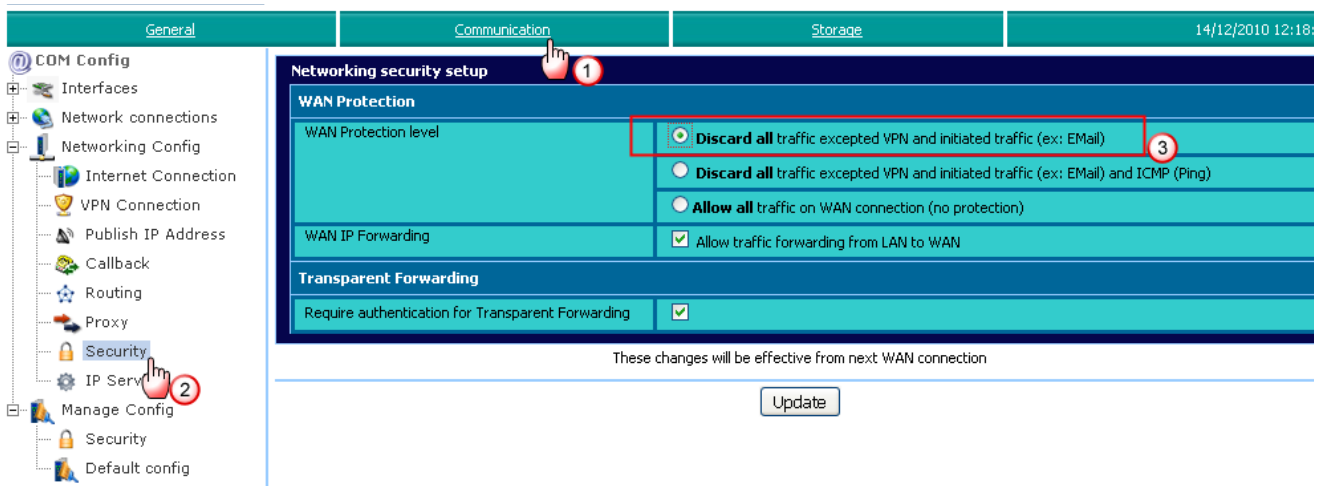 General
Communication
Storage
14/12/2010 12:18:
1
COM Config
Interfaces
Network connections
Networking Config
Internet Connection
VPN Connection
Publish IP Address
Callback
Routing
Proxy
Security
2
IP Serv
Manage Config
Security
Default config
Networking security setup
WAN Protection
WAN Protection level
Discard all traffic excepted VPN and initiated traffic (ex: EMail)
3
Discard all traffic excepted VPN and initiated traffic (ex: EMail) and ICMP (Ping)
Allow all traffic on WAN connection (no protection)
WAN IP Forwarding
Allow traffic forwarding from LAN to WAN
Transparent Forwarding
Require authentication for Transparent Forwarding
These changes will be effective from next WAN connection
Update